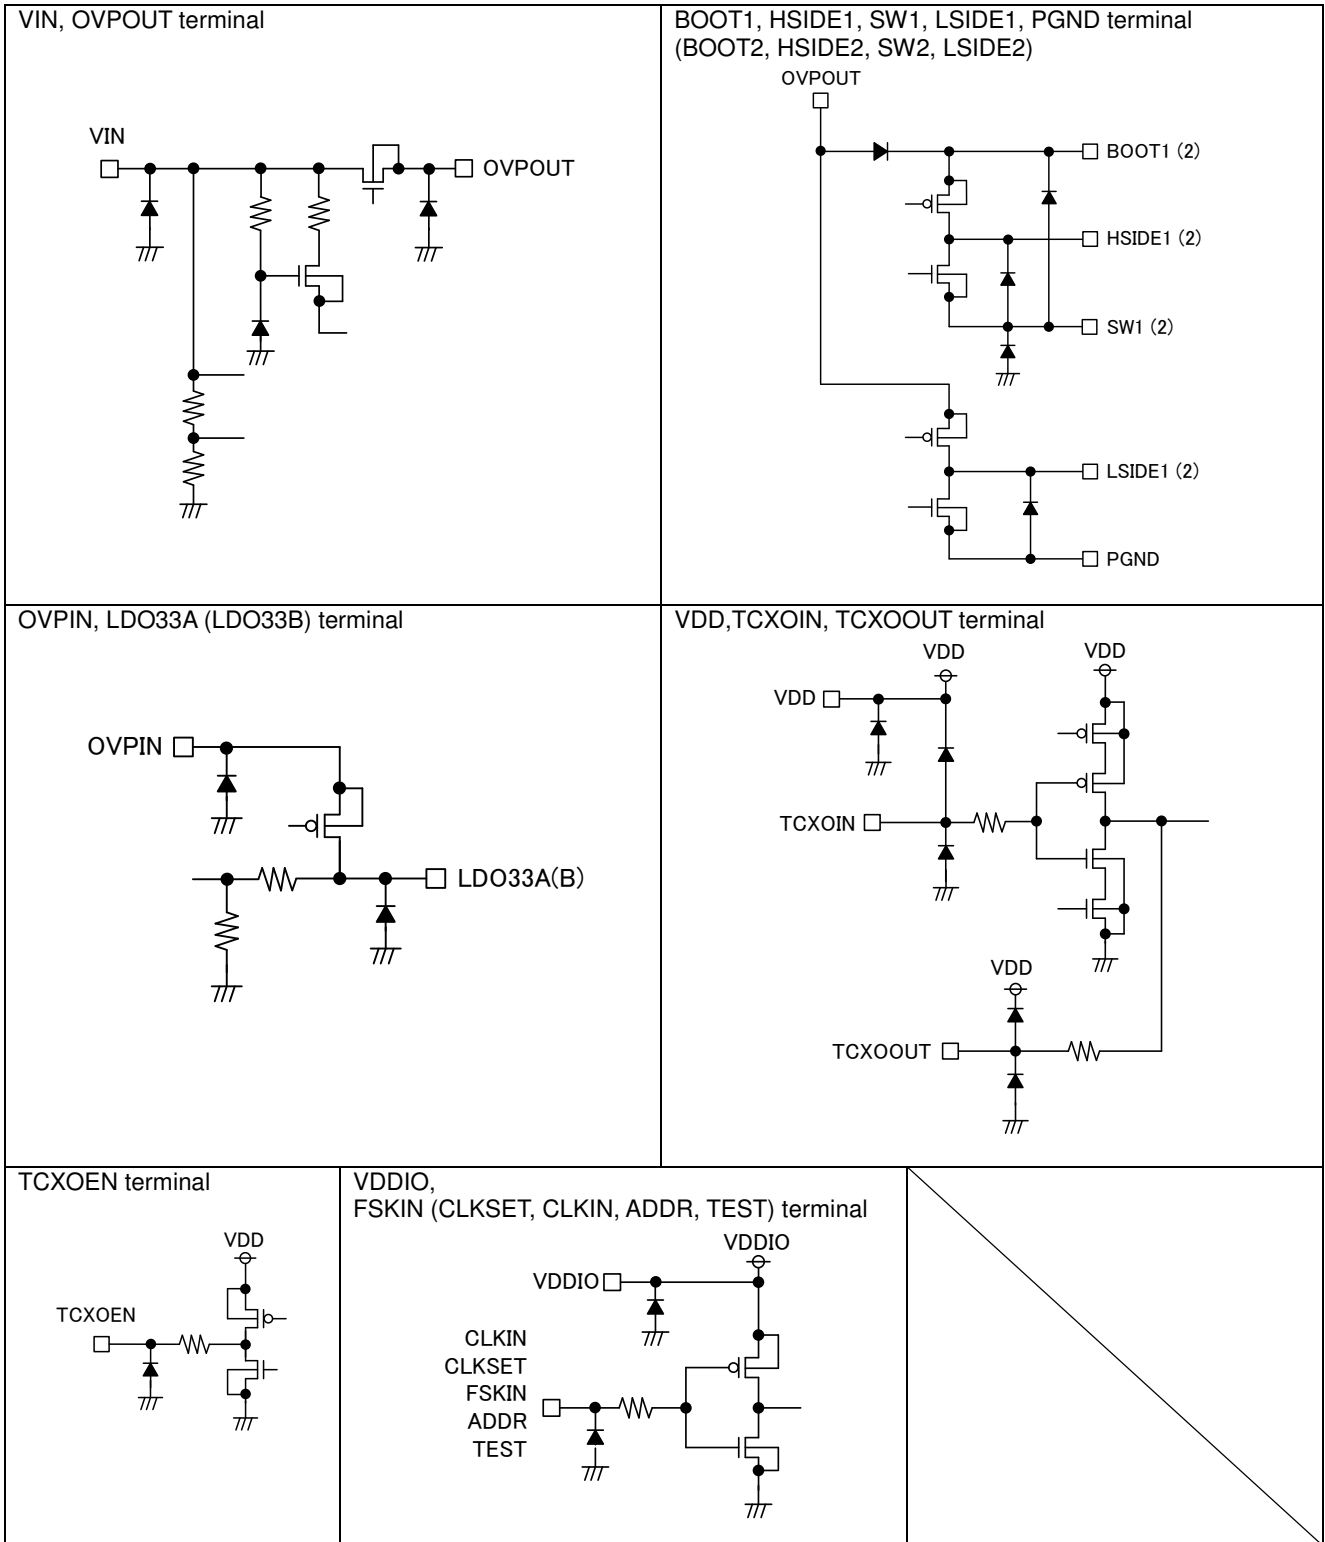 VIN, OVPOUT terminal
VIN
OVPOUT
BOOT1, HSIDE1, SW1, LSIDE1, PGND terminal
(BOOT2, HSIDE2, SW2, LSIDE2)
OVPOUT
BOOT1 (2)
HSIDE1 (2)
SW1 (2)
LSIDE1 (2)
PGND
OVPIN, LDO33A (LDO33B) terminal
OVPIN
LDO33A(B)
VDD,TCXOIN, TCXOOUT terminal
VDD
VDD
VDD
TCXOIN
VDD
TCXOOUT
TCXOEN terminal
VDD
TCXOEN
VDDIO,
FSKIN (CLKSET, CLKIN, ADDR, TEST) terminal
VDDIO
VDDIO
CLKIN
CLKSET
FSKIN
ADDR
TEST